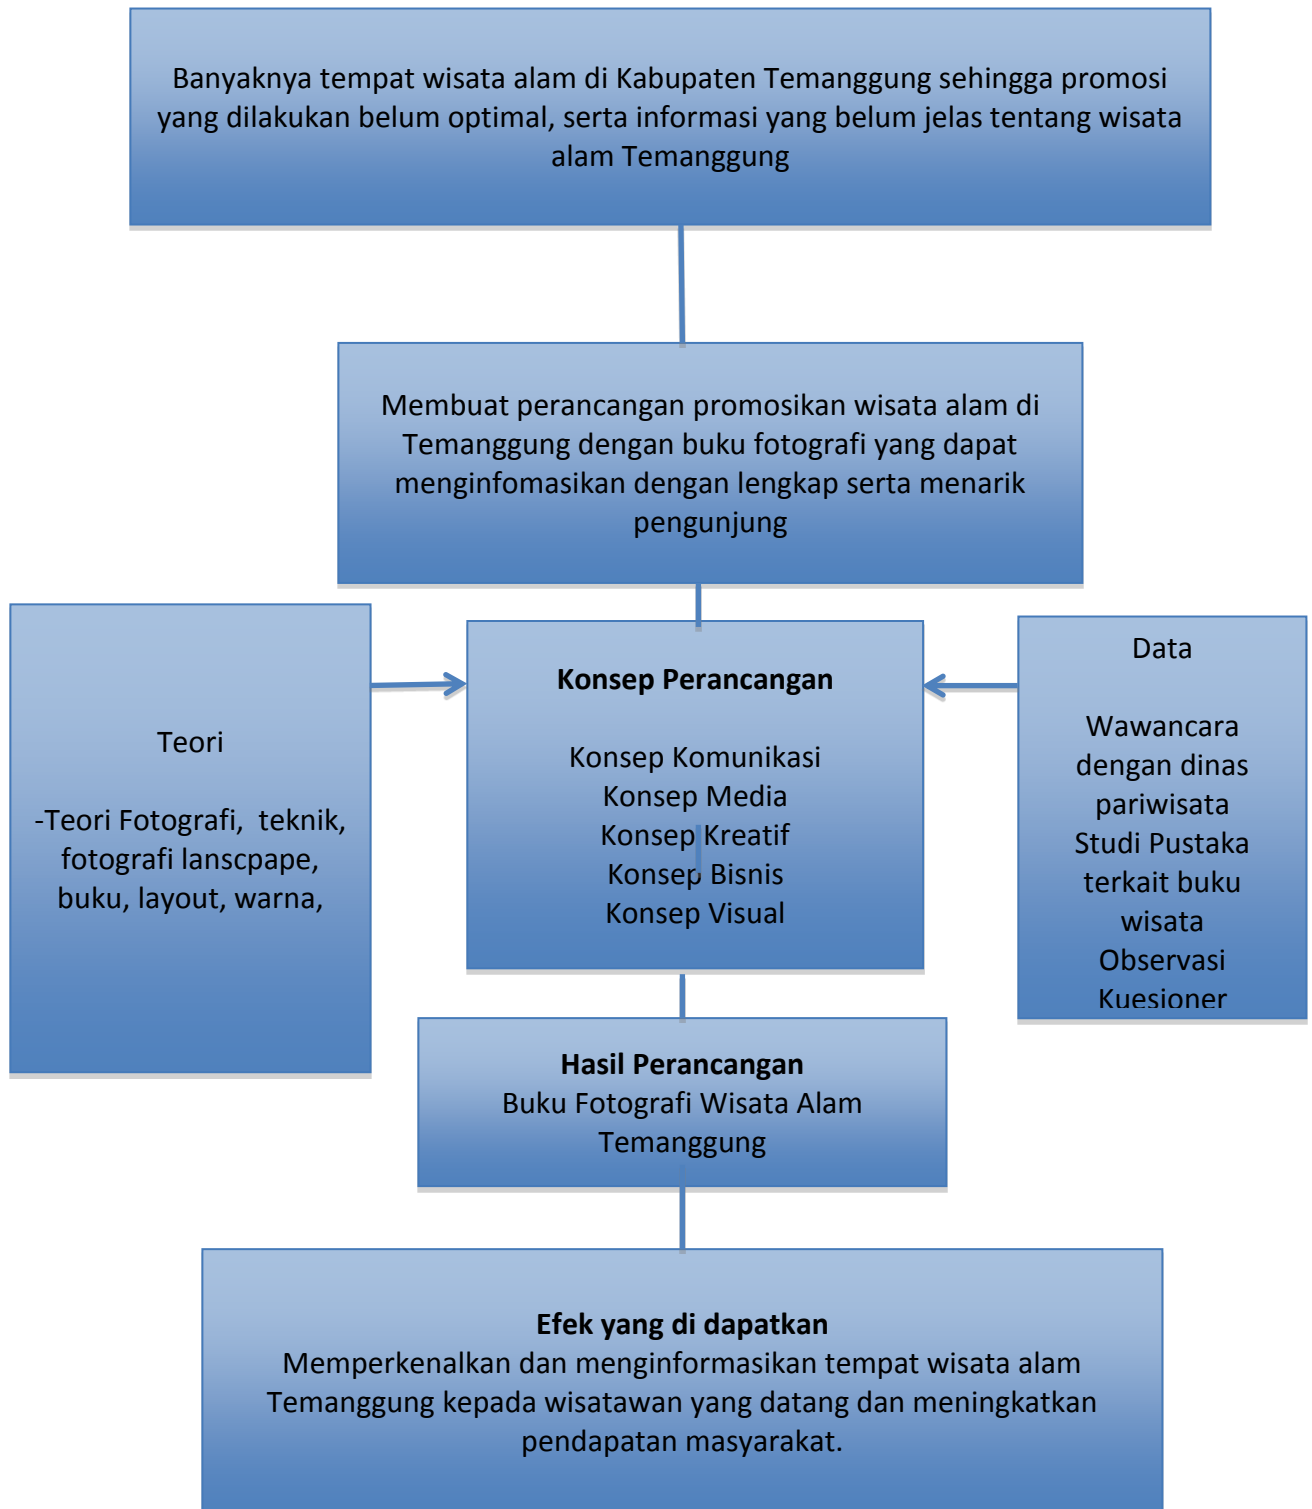 Banyaknya tempat wisata alam di Kabupaten Temanggung sehingga promosi
yang dilakukan belum optimal, serta informasi yang belum jelas tentang wisata
alam Temanggung
Membuat perancangan promosikan wisata alam di
Temanggung dengan buku fotografi yang dapat
menginfomasikan dengan lengkap serta menarik
pengunjung
Teori
-Teori Fotografi, teknik,
fotografi lanscpape,
buku, layout, warna,
Konsep Perancangan
Konsep Komunikasi
Konsep Media
Konsep Kreatif
Konsep Bisnis
Konsep Visual
Data
Wawancara
dengan dinas
pariwisata
Studi Pustaka
terkait buku
wisata
Observasi
Kuesioner
Hasil Perancangan
Buku Fotografi Wisata Alam
Temanggung
Efek yang di dapatkan
Memperkenalkan dan menginformasikan tempat wisata alam
Temanggung kepada wisatawan yang datang dan meningkatkan
pendapatan masyarakat.